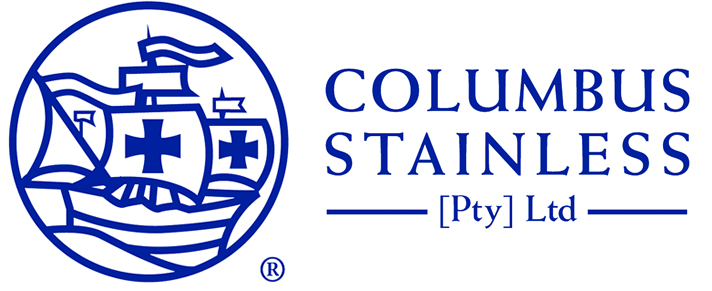 COLUMBUS
STAINLESS
[Pty] Ltd
®